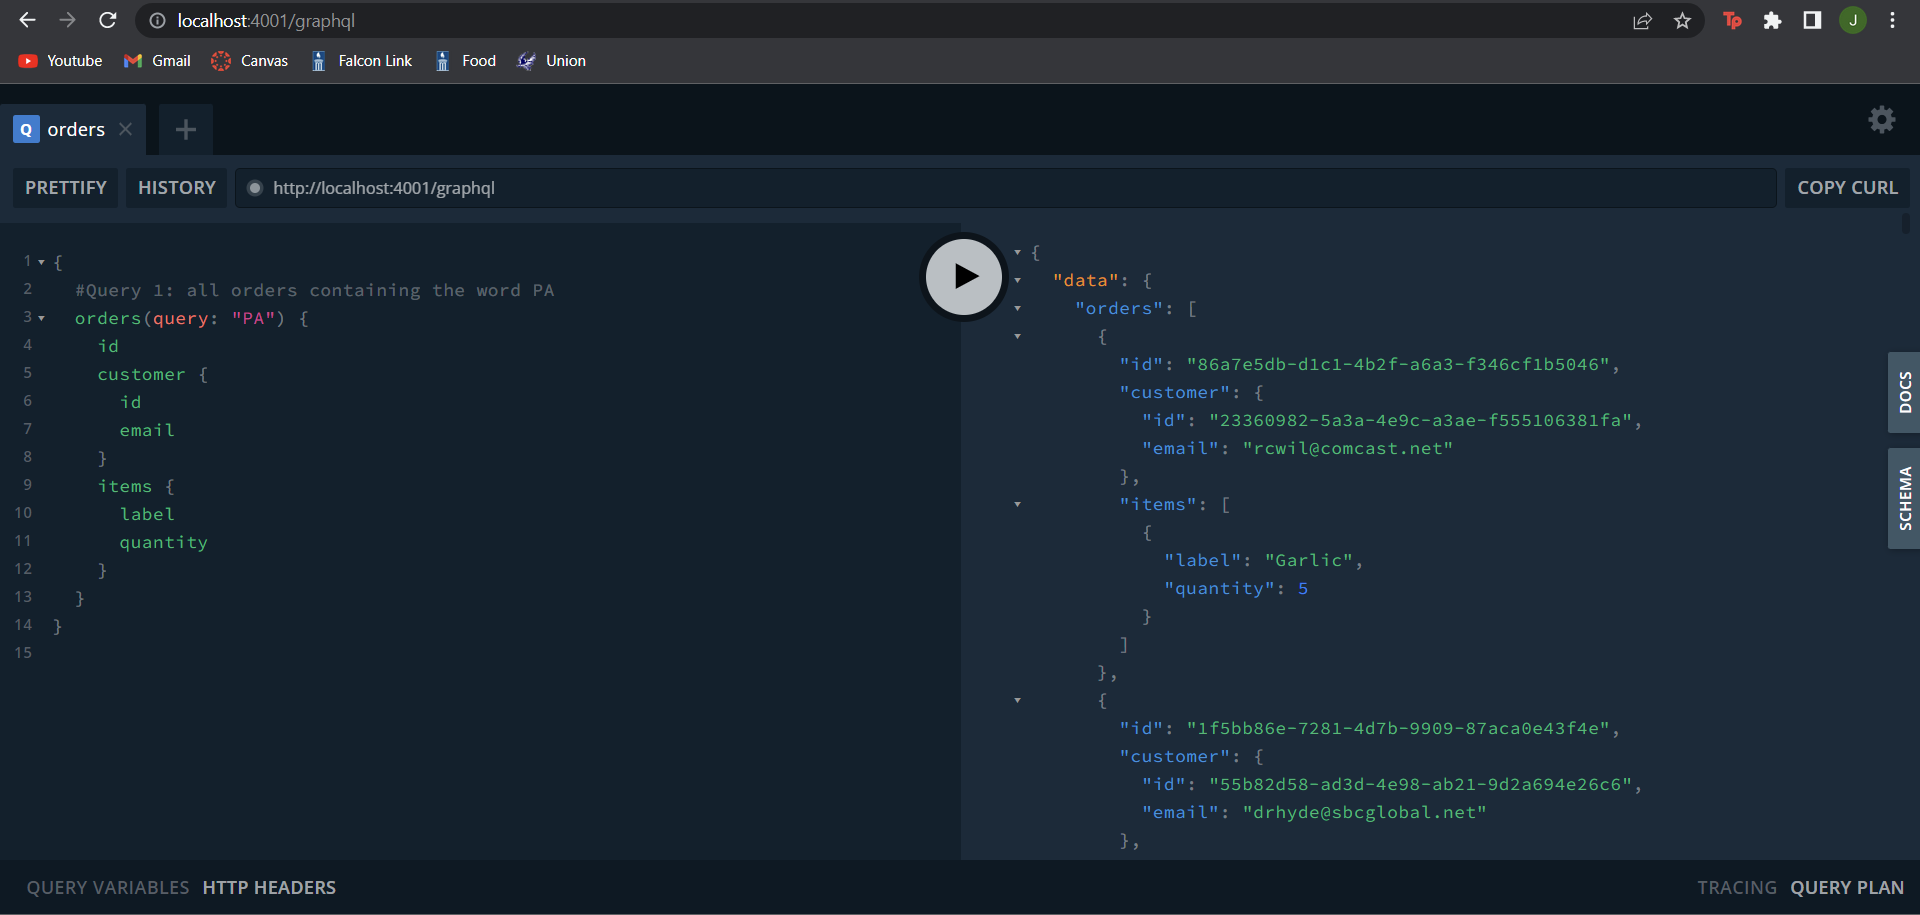 localhost:4001/graphql
Tp
J
Youtube
Gmail
Canvas
Falcon Link
Food
Union
Q orders
PRETTIFY
HISTORY
http://localhost:4001/graphql
COPY CURL
1 {
2 #Query 1: all orders containing the word PA
3 orders(query: "PA") {
4 id
5 customer {
6 id
7 email
8 }
9 items {
10 label
11 quantity
12 }
13 }
14 }
15
{
"data": {
"orders": [
{
"id": "86a7e5db-d1c1-4b2f-a6a3-f346cf1b5046",
"customer": {
"id": "23360982-5a3a-4e9c-a3ae-f555106381fa",
"email": "rcwil@comcast.net"
},
"items": [
{
"label": "Garlic",
"quantity": 5
}
]
},
{
"id": "1f5bb86e-7281-4d7b-9909-87aca0e43f4e",
"customer": {
"id": "55b82d58-ad3d-4e98-ab21-9d2a694e26c6",
"email": "drhyde@sbcglobal.net"
},
DOCS
SCHEMA
QUERY VARIABLES
HTTP HEADERS
TRACING
QUERY PLAN